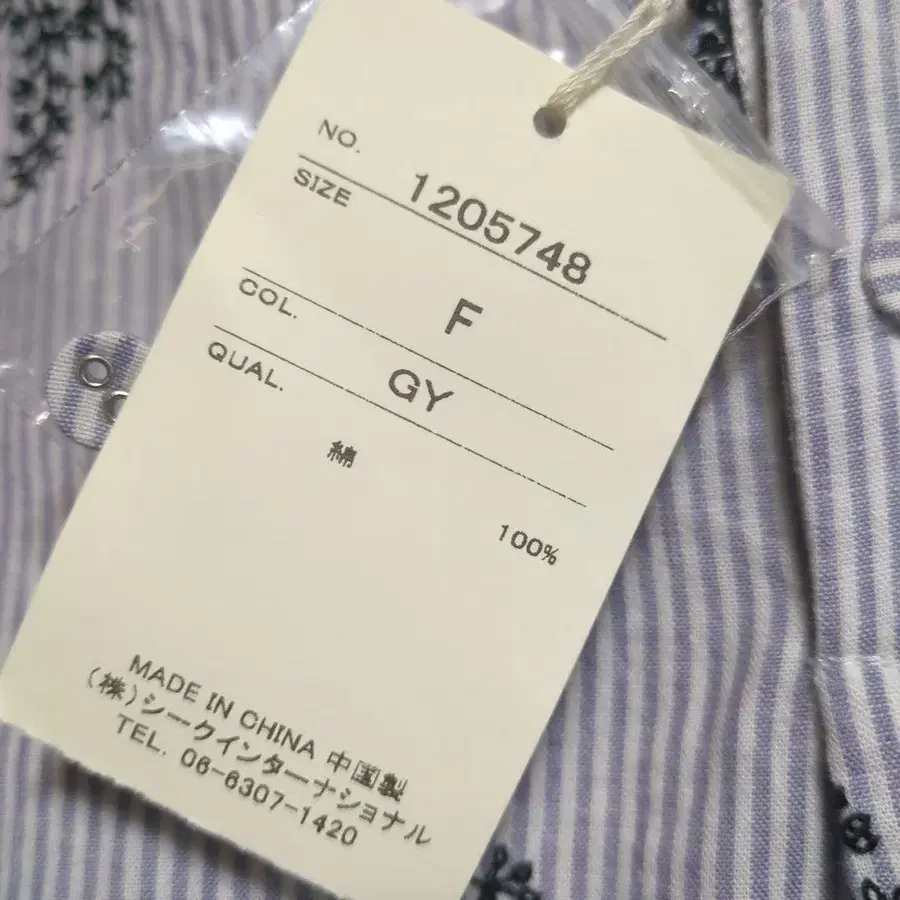 NO. 1205748
SIZE F
COL. GY
QUAL.
綿 100%
MADE IN CHINA 中国製
(株)シークインターナショナル
TEL. 06-6307-1420